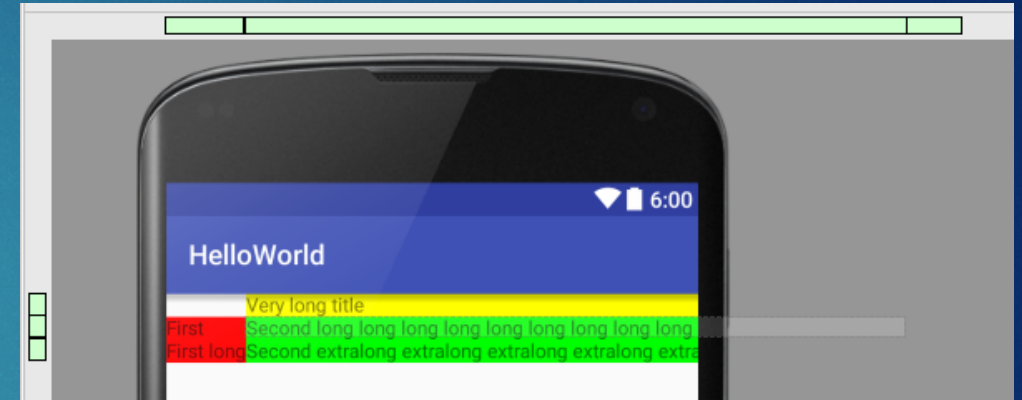 6:00
HelloWorld
Very long title
First Second long long long long long long long long long
First long Second extralong extralong extralong extralong extra